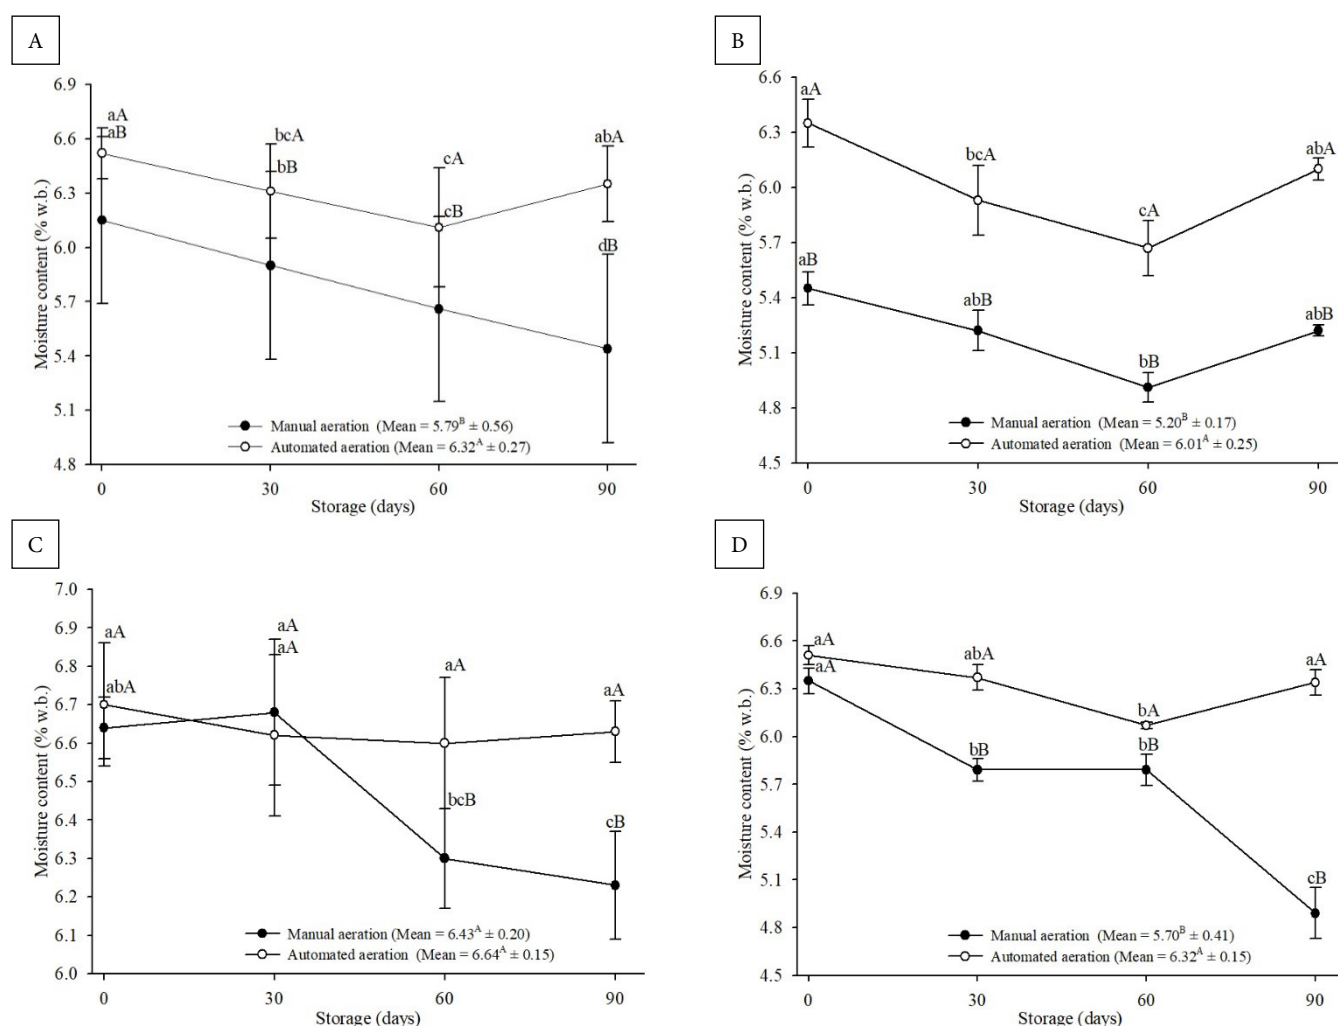 A
6.9
6.6
6.3
6.0
5.7
5.4
5.1
4.8
Moisture content (% w.b.)
aA
aB
bcA
bB
cA
cB
abA
dB
Manual aeration (Mean = 5.79^B ± 0.56)
Automated aeration (Mean = 6.32^A ± 0.27)
0 30 60 90
Storage (days)
B
6.6
6.3
6.0
5.7
5.4
5.1
4.8
4.5
Moisture content (% w.b.)
aA
bcA
cA
abA
aB
abB
bB
abB
Manual aeration (Mean = 5.20^B ± 0.17)
Automated aeration (Mean = 6.01^A ± 0.25)
0 30 60 90
Storage (days)
C
7.0
6.9
6.8
6.7
6.6
6.5
6.4
6.3
6.2
6.1
6.0
Moisture content (% w.b.)
aA
abA
aA
aA
aA
bcB
aA
cB
Manual aeration (Mean = 6.43^A ± 0.20)
Automated aeration (Mean = 6.64^A ± 0.15)
0 30 60 90
Storage (days)
D
6.9
6.6
6.3
6.0
5.7
5.4
5.1
4.8
4.5
Moisture content (% w.b.)
aA
aA
abA
bB
bA
bB
aA
cB
Manual aeration (Mean = 5.70^B ± 0.41)
Automated aeration (Mean = 6.32^A ± 0.15)
0 30 60 90
Storage (days)